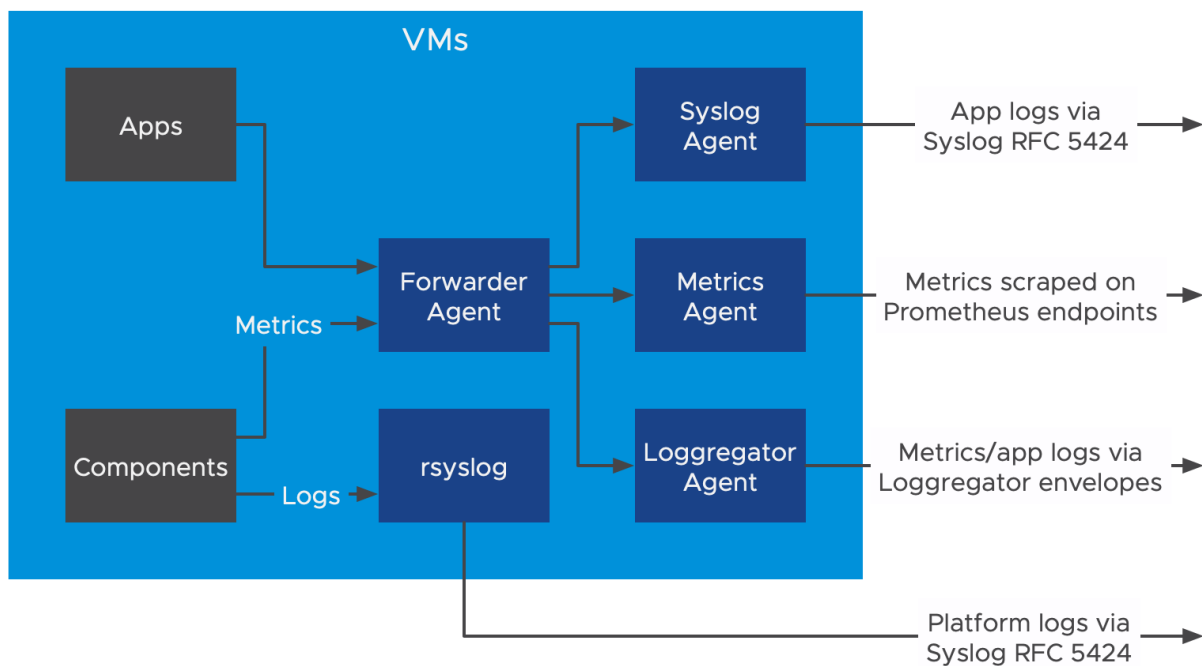 VMs
Apps
Syslog
Agent
App logs via
Syslog RFC 5424
Forwarder
Agent
Metrics
Agent
Metrics scraped on
Prometheus endpoints
Metrics
Components
Logs
rsyslog
Loggregator
Agent
Metrics/app logs via
Loggregator envelopes
Platform logs via
Syslog RFC 5424